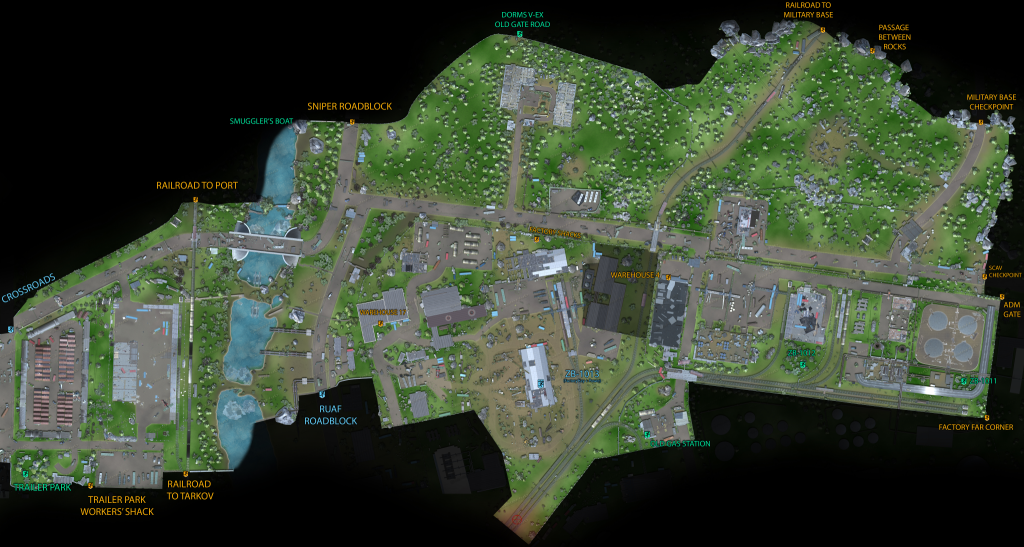 RAILROAD TO
MILITARY BASE
DORMS V-EX
OLD GATE ROAD
PASSAGE
BETWEEN
ROCKS
MILITARY BASE
CHECKPOINT
SNIPER ROADBLOCK
SMUGGLER'S BOAT
RAILROAD TO PORT
CROSSROADS
WAREHOUSE 4
SCAV
CHECKPOINT
ADM
GATE
WAREHOUSE 17
ZB-1012
ZB-1013
ZB-1011
RUAF
ROADBLOCK
FACTORY FAR CORNER
OLD GAS STATION
TRAILER PARK
TRAILER PARK
WORKERS' SHACK
RAILROAD
TO TARKOV